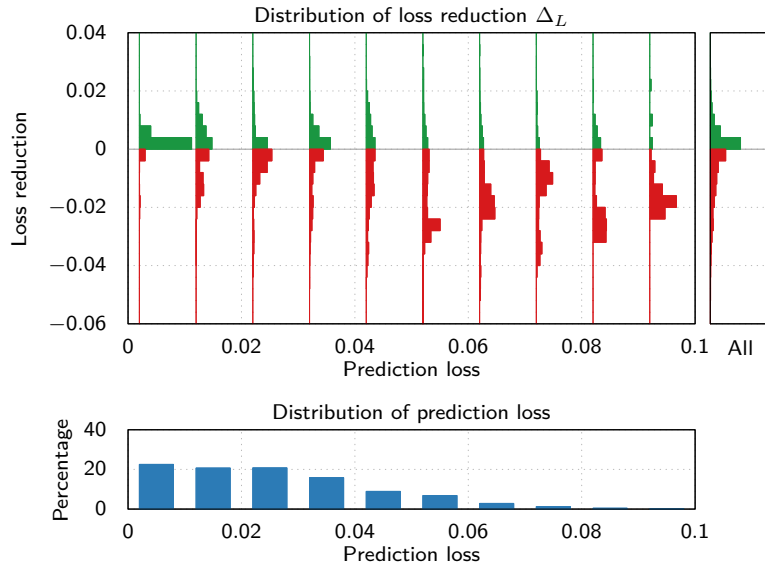 Distribution of loss reduction Δ_L
0.04
0.02
0
−0.02
−0.04
−0.06
Loss reduction
0 0.02 0.04 0.06 0.08 0.1 All
Prediction loss
Distribution of prediction loss
40
20
0
Percentage
0 0.02 0.04 0.06 0.08 0.1
Prediction loss